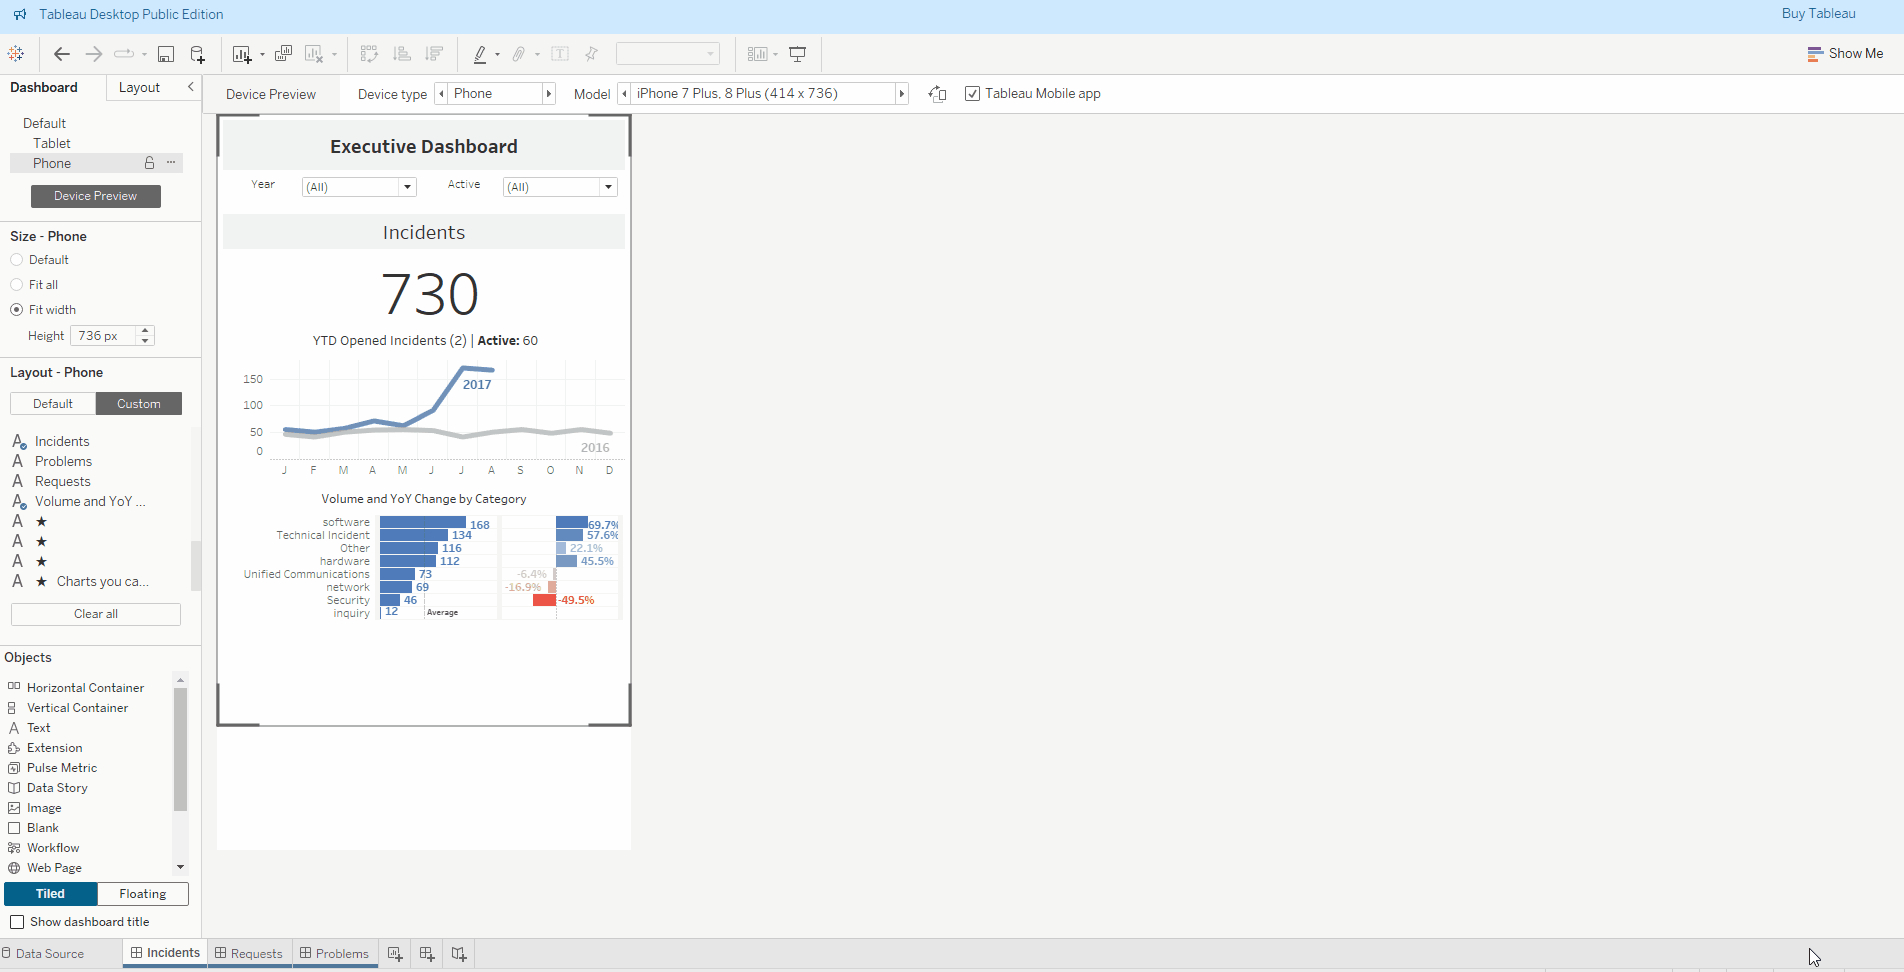 Tableau Desktop Public Edition
Buy Tableau
Show Me
Dashboard
Layout
Device Preview
Device type
Phone
Model
iPhone 7 Plus, 8 Plus (414 x 736)
Tableau Mobile app
Default
Tablet
Phone
Device Preview
Size - Phone
Default
Fit all
Fit width
Height
736 px
Layout - Phone
Default
Custom
Incidents
Problems
Requests
Volume and YoY ...
★
★
★
★ Charts you ca...
Clear all
Objects
Horizontal Container
Vertical Container
Text
Extension
Pulse Metric
Data Story
Image
Blank
Workflow
Web Page
Tiled
Floating
Show dashboard title
Executive Dashboard
Year
(All)
Active
(All)
Incidents
730
YTD Opened Incidents (2) | Active: 60
150
100
50
0
2017
2016
J F M A M J J A S O N D
Volume and YoY Change by Category
software 168 69.7%
Technical Incident 134 57.6%
Other 116 22.1%
hardware 112 45.5%
Unified Communications 73 -6.4%
network 69 -16.9%
Security 46 -49.5%
inquiry 12
Average
Data Source
Incidents
Requests
Problems